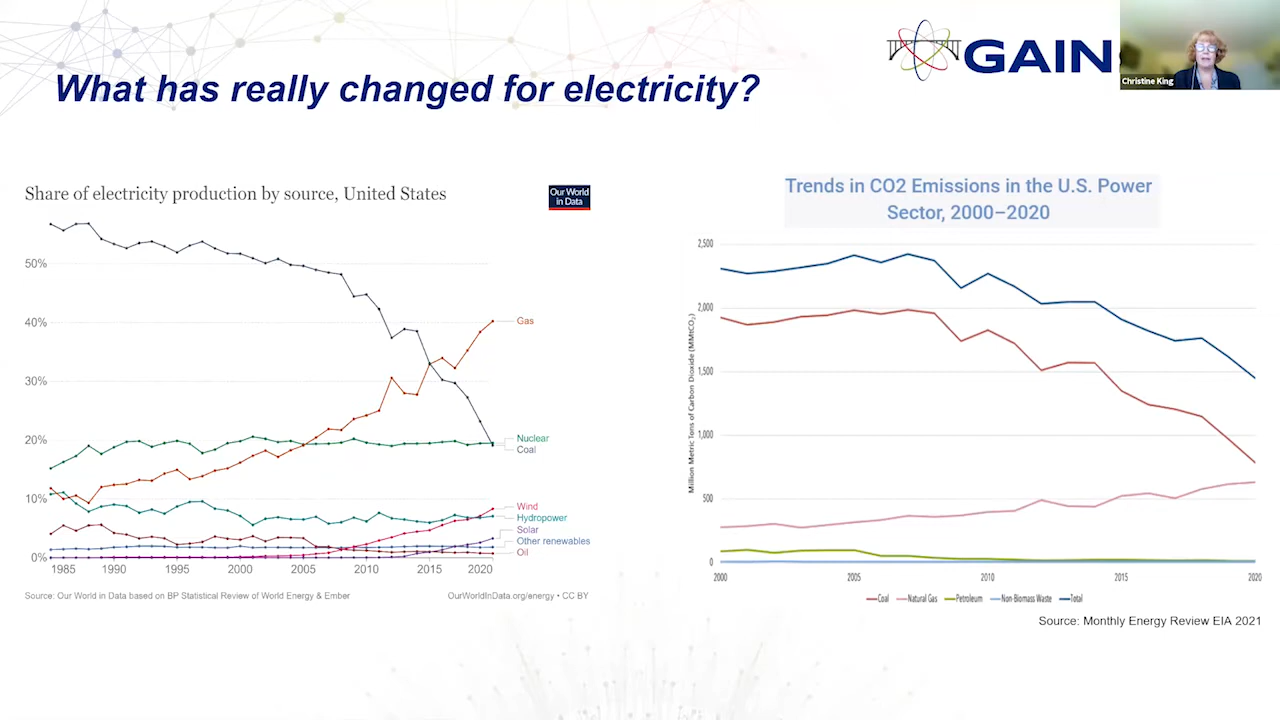 What has really changed for electricity?
GAIN
Christine King
Share of electricity production by source, United States
Our World
in Data
50%
40%
30%
20%
10%
0%
Gas
Nuclear
Coal
Wind
Hydropower
Solar
Other renewables
Oil
1985 1990 1995 2000 2005 2010 2015 2020
Source: Our World in Data based on BP Statistical Review of World Energy & Ember
OurWorldInData.org/energy • CC BY
Trends in CO2 Emissions in the U.S. Power
Sector, 2000–2020
Million Metric Tons of Carbon Dioxide (MMtCO2)
2,500
2,000
1,500
1,000
500
0
2000 2005 2010 2015 2020
Coal Natural Gas Petroleum Non-Biomass Waste Total
Source: Monthly Energy Review EIA 2021